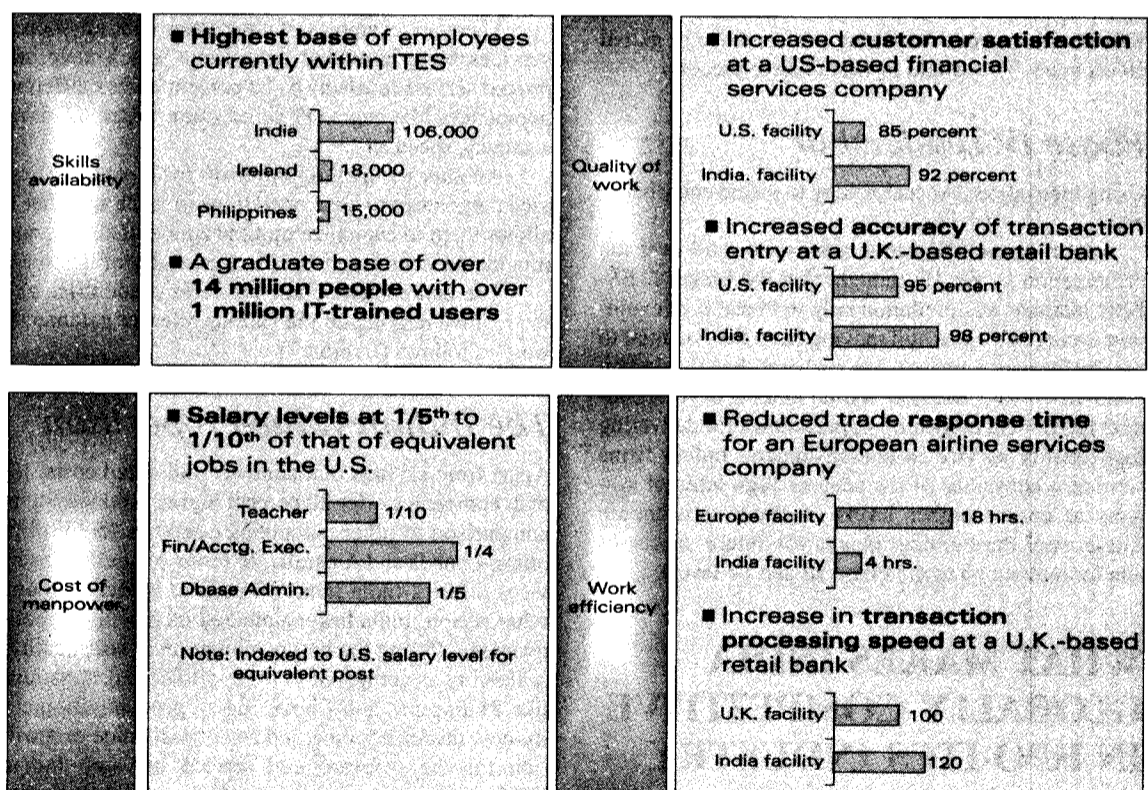 Skills
availability
■ Highest base of employees
currently within ITES
India 106,000
Ireland 18,000
Philippines 15,000
■ A graduate base of over
14 million people with over
1 million IT-trained users
Quality of
work
■ Increased customer satisfaction
at a US-based financial
services company
U.S. facility 85 percent
India. facility 92 percent
■ Increased accuracy of transaction
entry at a U.K.-based retail bank
U.S. facility 95 percent
India. facility 98 percent
Cost of
manpower
■ Salary levels at 1/5th to
1/10th of that of equivalent
jobs in the U.S.
Teacher 1/10
Fin/Acctg. Exec. 1/4
Dbase Admin. 1/5
Note: Indexed to U.S. salary level for
equivalent post
Work
efficiency
■ Reduced trade response time
for an European airline services
company
Europe facility 18 hrs.
India facility 4 hrs.
■ Increase in transaction
processing speed at a U.K.-based
retail bank
U.K. facility 100
India facility 120